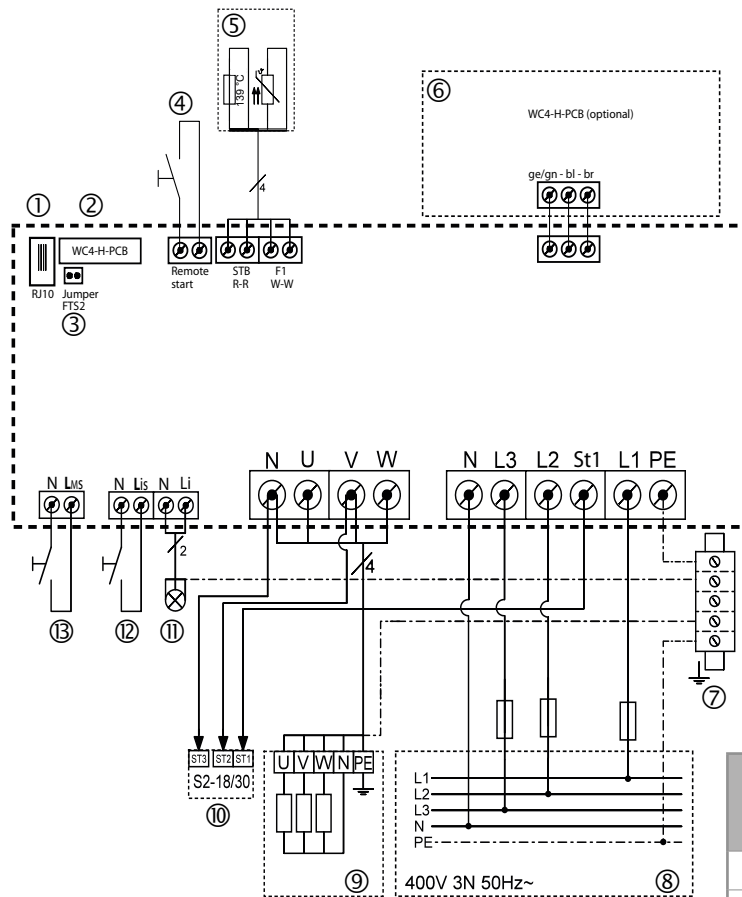 ⑤
139 °C
④
4
⑥
WC4-H-PCB (optional)
ge/gn - bl - br
① ②
WC4-H-PCB
RJ10
Jumper
FTS2
③
Remote
start
STB
R-R
F1
W-W
N U V W
N L3 L2 St1 L1 PE
N LMS
N LiS N Li
2
4
⑬ ⑫ ⑪
⑦
ST3 ST2 ST1
S2-18/30
⑩
U V W N PE
⑨
L1
L2
L3
N
PE
400V 3N 50Hz~
⑧